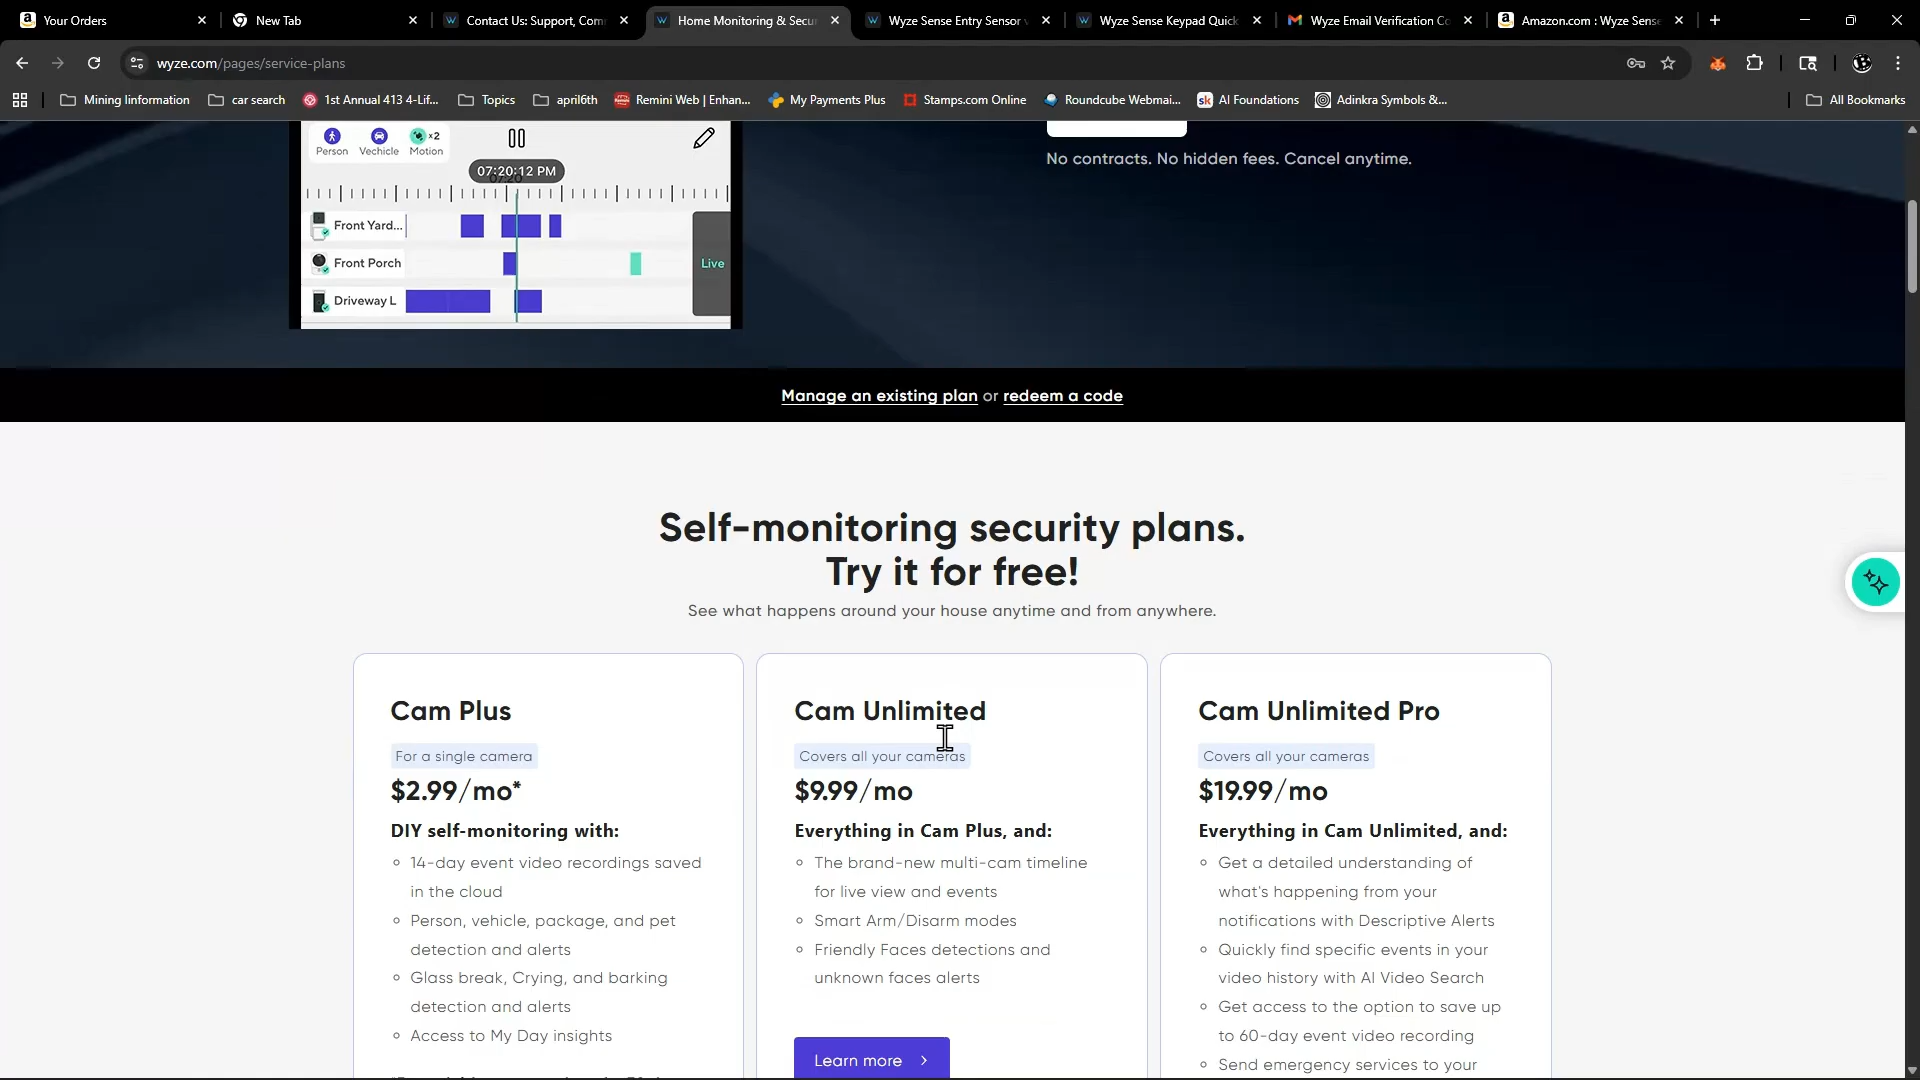 Your Orders
New Tab
Contact Us: Support, Com
Home Monitoring & Secu
Wyze Sense Entry Sensor
Wyze Sense Keypad Quick
Wyze Email Verification Co
Amazon.com : Wyze Sense
wyze.com/pages/service-plans
Mining Iinformation
car search
1st Annual 413 4-Lif...
Topics
april6th
Remini Web | Enhan...
My Payments Plus
Stamps.com Online
Roundcube Webmai...
sk AI Foundations
Adinkra Symbols &...
All Bookmarks
x2
Person
Vechicle
Motion
07:20:12 PM
Front Yard...
Front Porch
Driveway L
Live
No contracts. No hidden fees. Cancel anytime.
Manage an existing plan or redeem a code
Self-monitoring security plans.
Try it for free!
See what happens around your house anytime and from anywhere.
Cam Plus
For a single camera
$2.99/mo*
DIY self-monitoring with:
14-day event video recordings saved
in the cloud
Person, vehicle, package, and pet
detection and alerts
Glass break, Crying, and barking
detection and alerts
Access to My Day insights
Cam Unlimited
Covers all your cameras
$9.99/mo
Everything in Cam Plus, and:
The brand-new multi-cam timeline
for live view and events
Smart Arm/Disarm modes
Friendly Faces detections and
unknown faces alerts
Learn more
Cam Unlimited Pro
Covers all your cameras
$19.99/mo
Everything in Cam Unlimited, and:
Get a detailed understanding of
what's happening from your
notifications with Descriptive Alerts
Quickly find specific events in your
video history with AI Video Search
Get access to the option to save up
to 60-day event video recording
Send emergency services to your